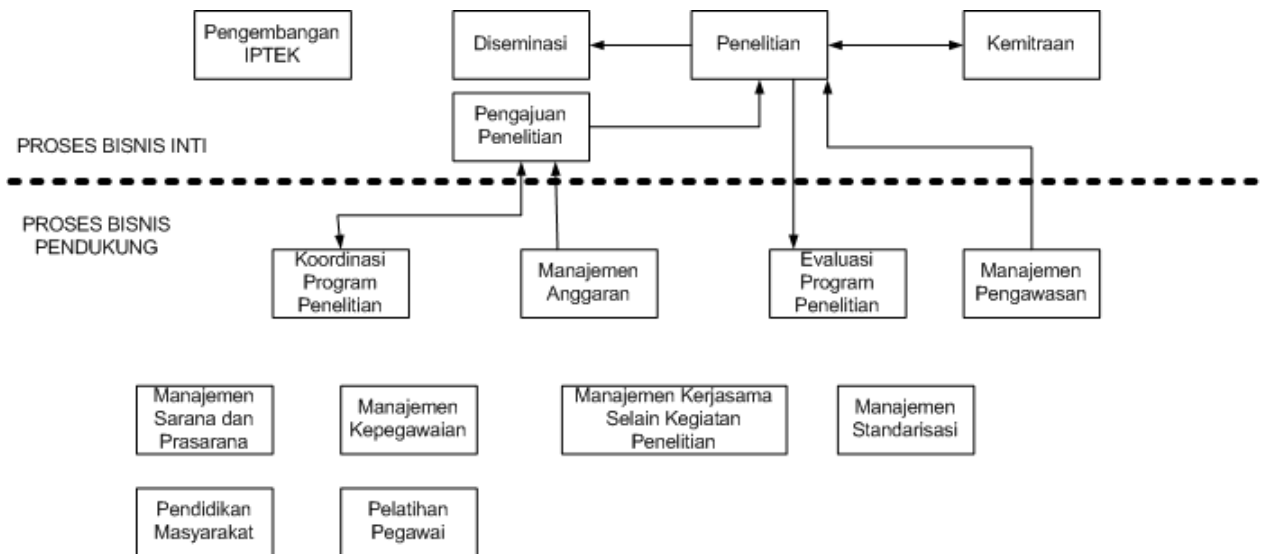 Pengembangan
IPTEK
Diseminasi
Penelitian
Kemitraan
Pengajuan
Penelitian
PROSES BISNIS INTI
PROSES BISNIS
PENDUKUNG
Koordinasi
Program
Penelitian
Manajemen
Anggaran
Evaluasi
Program
Penelitian
Manajemen
Pengawasan
Manajemen
Sarana dan
Prasarana
Manajemen
Kepegawaian
Manajemen Kerjasama
Selain Kegiatan
Penelitian
Manajemen
Standarisasi
Pendidikan
Masyarakat
Pelatihan
Pegawai